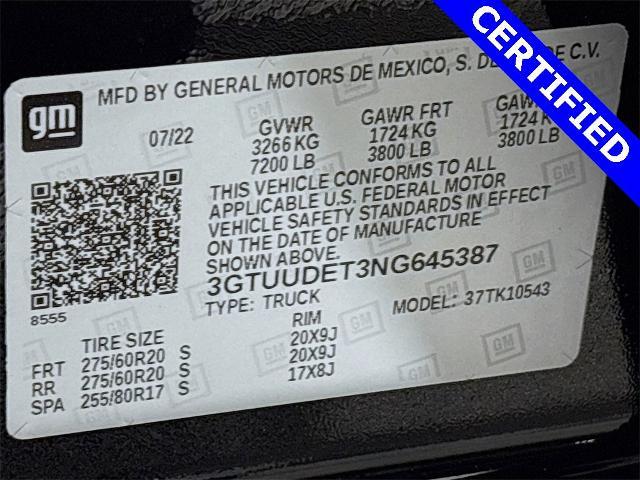 CERTIFIED
gm
MFD BY GENERAL MOTORS DE MEXICO, S. DE C.V.
07/22
GVWR
3266 KG
7200 LB
GAWR FRT
1724 KG
3800 LB
1724 K
3800 LB
THIS VEHICLE CONFORMS TO ALL
APPLICABLE U.S. FEDERAL MOTOR
VEHICLE SAFETY STANDARDS IN EFFECT
ON THE DATE OF MANUFACTURE
SHOWN ABOVE.
3GTUUDET3NG645387
TYPE: TRUCK
MODEL: 37TK10543
8555
TIRE SIZE RIM
FRT 275/60R20 S 20X9J
RR 275/60R20 S 20X9J
SPA 255/80R17 S 17X8J